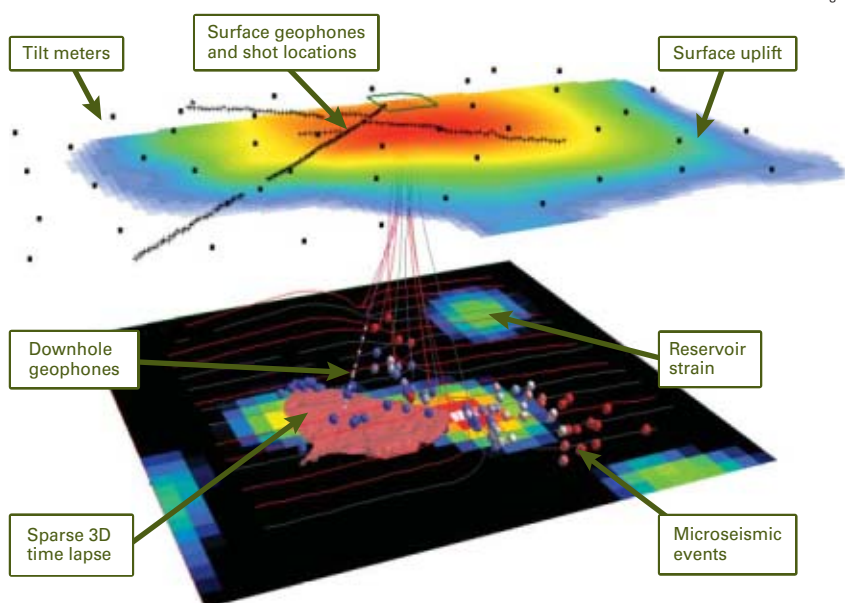 Tilt meters
Surface geophones
and shot locations
Surface uplift
Downhole
geophones
Reservoir
strain
Sparse 3D
time lapse
Microseismic
events